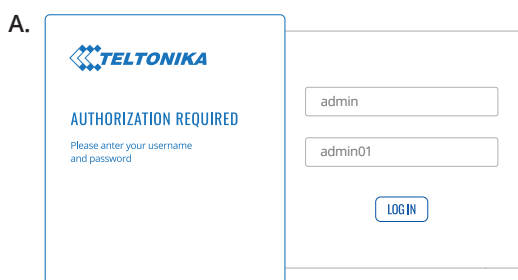 A.
TELTONIKA
AUTHORIZATION REQUIRED
Please anter your username
and password
admin
admin01
LOG IN